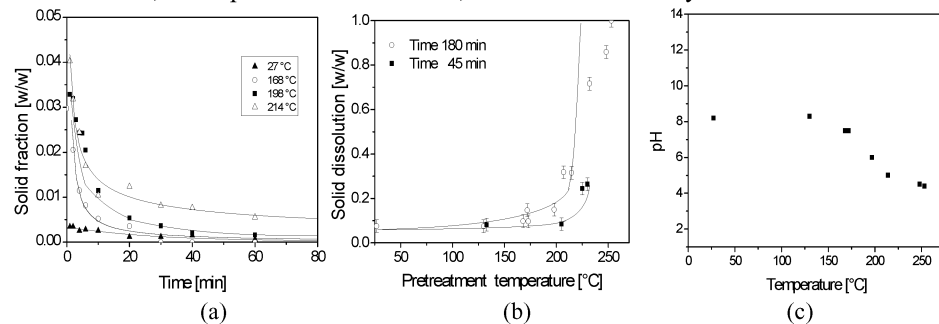 Solid fraction [w/w]
0.05
0.04
0.03
0.02
0.01
0.00
27°C
168°C
198°C
214°C
0 20 40 60 80
Time [min]
(a)
Solid dissolution [w/w]
1.0
0.8
0.6
0.4
0.2
0.0
Time 180 min
Time 45 min
50 100 150 200 250
Pretreatment temperature [°C]
(b)
pH
14
12
10
8
6
4
2
0 50 100 150 200 250
Temperature [°C]
(c)